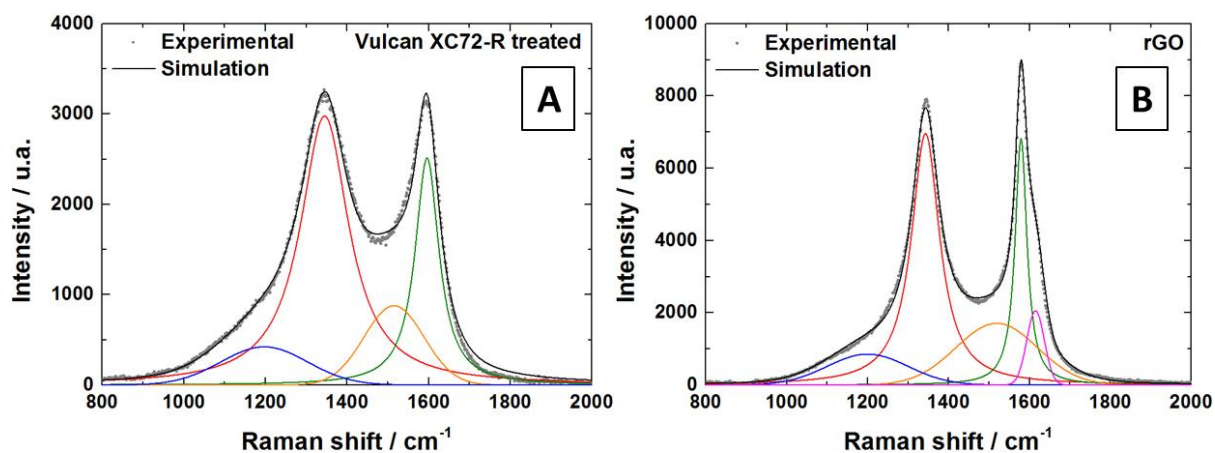 4000
3000
2000
1000
0
Intensity / u.a.
Experimental
Simulation
Vulcan XC72-R treated
A
800 1000 1200 1400 1600 1800 2000
Raman shift / cm⁻¹
10000
8000
6000
4000
2000
0
Intensity / u.a.
Experimental
Simulation
rGO
B
800 1000 1200 1400 1600 1800 2000
Raman shift / cm⁻¹